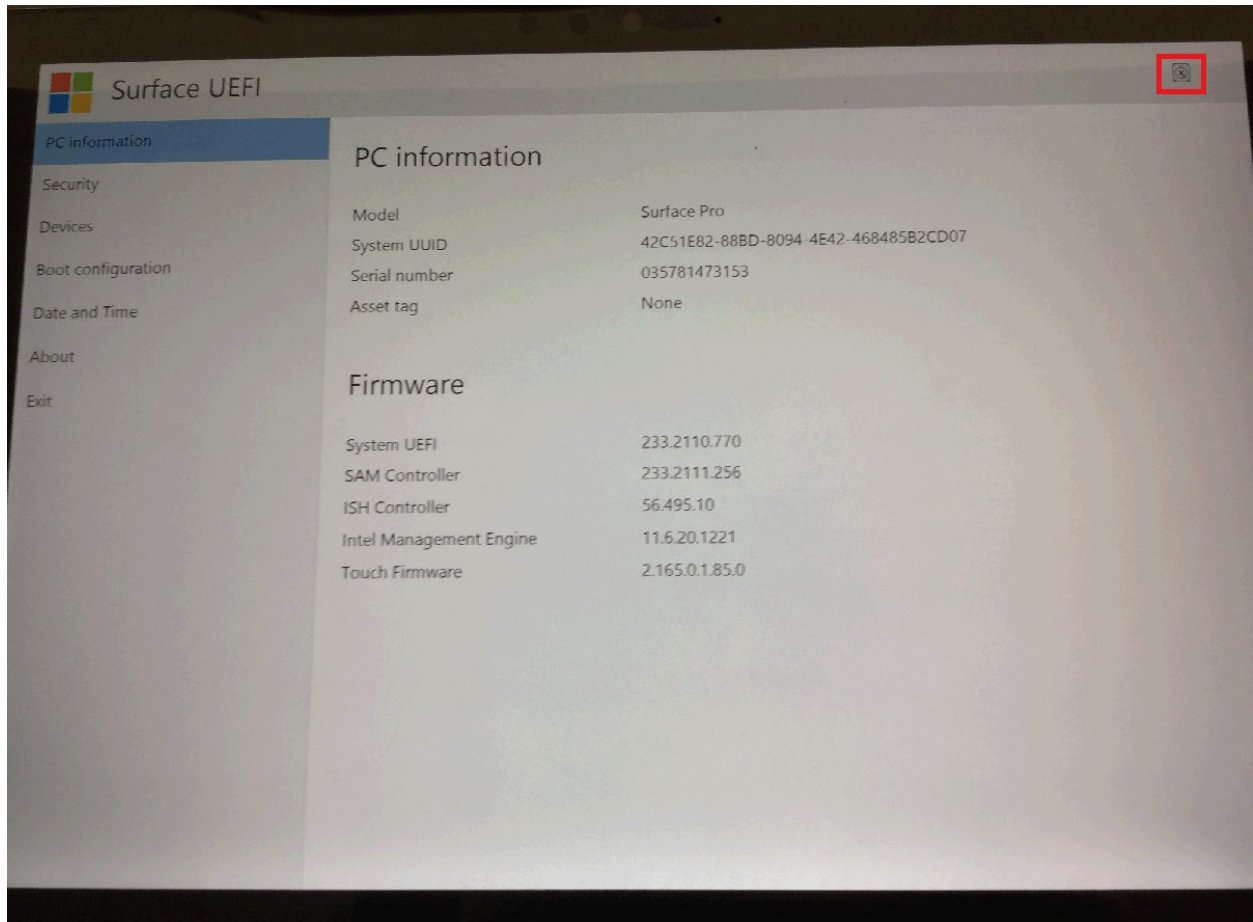 Surface UEFI
PC information
Security
Devices
Boot configuration
Date and Time
About
Exit
PC information
Model Surface Pro
System UUID 42C51E82-88BD-8094-4E42-468485B2CD07
Serial number 035781473153
Asset tag None
Firmware
System UEFI 233.2110.770
SAM Controller 233.2111.256
ISH Controller 56.495.10
Intel Management Engine 11.6.20.1221
Touch Firmware 2.165.0.1.85.0